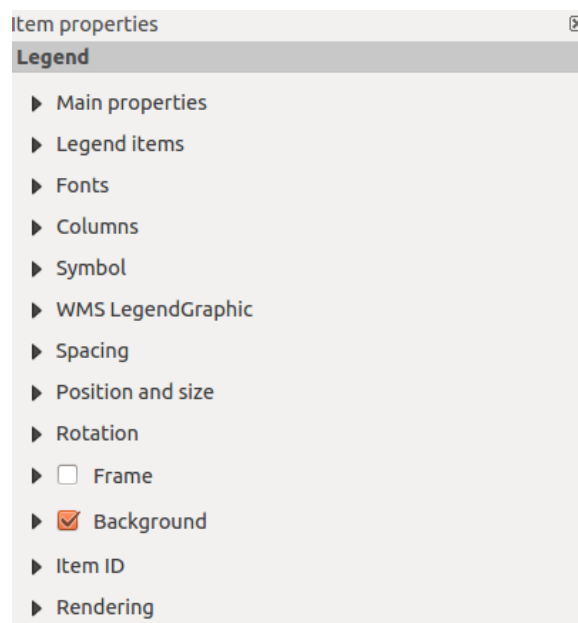 Item properties
Legend
Main properties
Legend items
Fonts
Columns
Symbol
WMS LegendGraphic
Spacing
Position and size
Rotation
Frame
Background
Item ID
Rendering